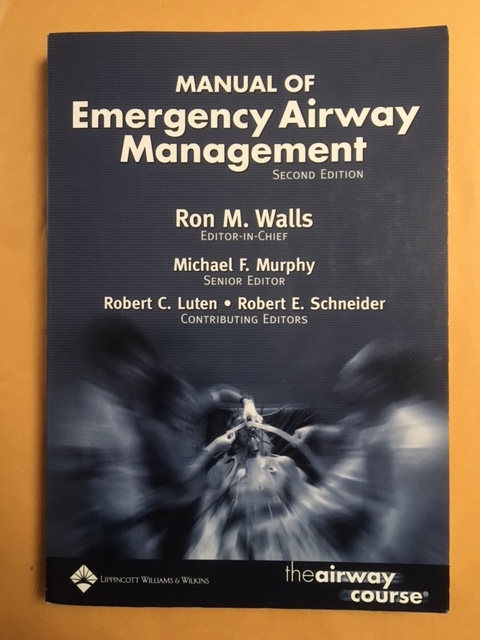 MANUAL OF
Emergency Airway
Management
SECOND EDITION
Ron M. Walls
EDITOR-IN-CHIEF
Michael F. Murphy
SENIOR EDITOR
Robert C. Luten • Robert E. Schneider
CONTRIBUTING EDITORS
LIPPINCOTT WILLIAMS & WILKINS
theairway
course®